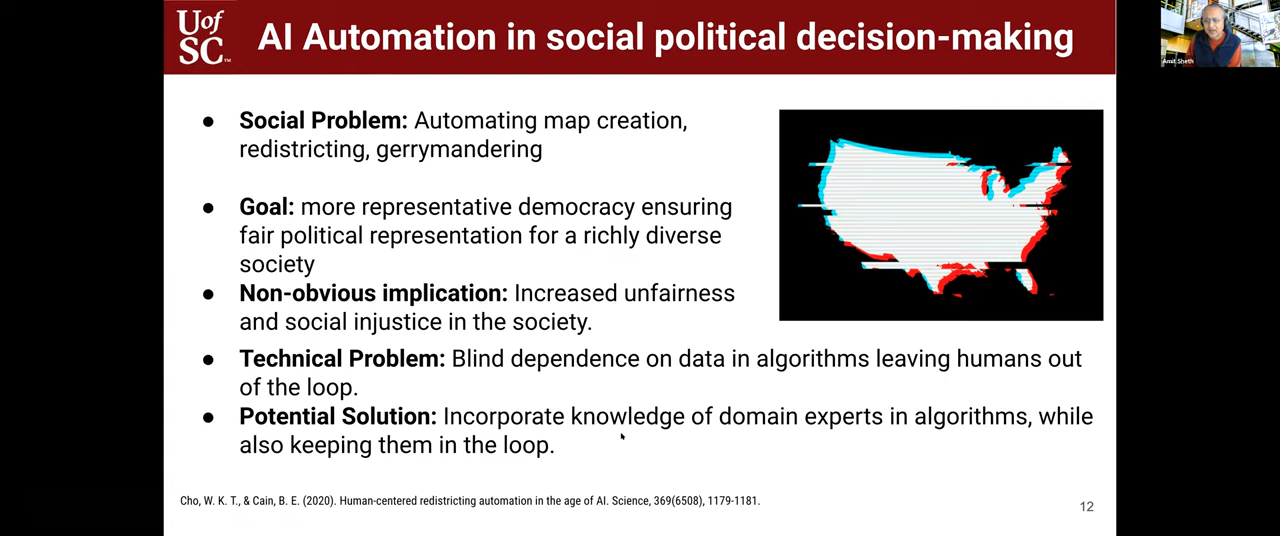 Uof
SC™
AI Automation in social political decision-making
Amit Sheth
● Social Problem: Automating map creation,
redistricting, gerrymandering
● Goal: more representative democracy ensuring
fair political representation for a richly diverse
society
● Non-obvious implication: Increased unfairness
and social injustice in the society.
● Technical Problem: Blind dependence on data in algorithms leaving humans out
of the loop.
● Potential Solution: Incorporate knowledge of domain experts in algorithms, while
also keeping them in the loop.
Cho, W. K. T., & Cain, B. E. (2020). Human-centered redistricting automation in the age of AI. Science, 369(6508), 1179-1181.
12